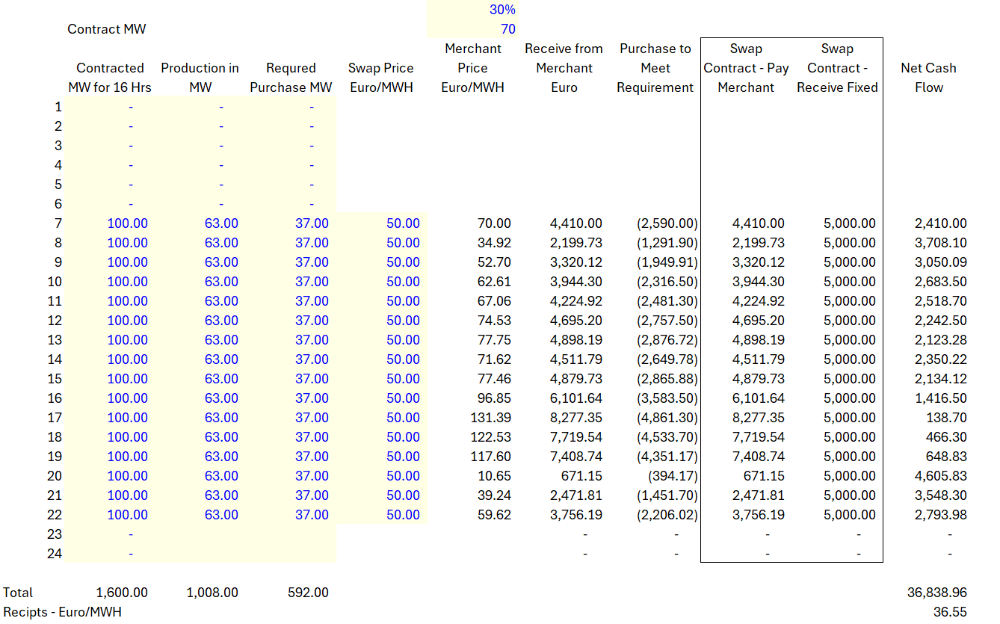 30%
Contract MW 70
Merchant Receive from Purchase to Swap Swap
Contracted Production in Requred Swap Price Price Merchant Meet Contract - Pay Contract - Net Cash
MW for 16 Hrs MW Purchase MW Euro/MWH Euro/MWH Euro Requirement Merchant Receive Fixed Flow
1 - - -
2 - - -
3 - - -
4 - - -
5 - - -
6 - - -
7 100.00 63.00 37.00 50.00 70.00 4,410.00 (2,590.00) 4,410.00 5,000.00 2,410.00
8 100.00 63.00 37.00 50.00 34.92 2,199.73 (1,291.90) 2,199.73 5,000.00 3,708.10
9 100.00 63.00 37.00 50.00 52.70 3,320.12 (1,949.91) 3,320.12 5,000.00 3,050.09
10 100.00 63.00 37.00 50.00 62.61 3,944.30 (2,316.50) 3,944.30 5,000.00 2,683.50
11 100.00 63.00 37.00 50.00 67.06 4,224.92 (2,481.30) 4,224.92 5,000.00 2,518.70
12 100.00 63.00 37.00 50.00 74.53 4,695.20 (2,757.50) 4,695.20 5,000.00 2,242.50
13 100.00 63.00 37.00 50.00 77.75 4,898.19 (2,876.72) 4,898.19 5,000.00 2,123.28
14 100.00 63.00 37.00 50.00 71.62 4,511.79 (2,649.78) 4,511.79 5,000.00 2,350.22
15 100.00 63.00 37.00 50.00 77.46 4,879.73 (2,865.88) 4,879.73 5,000.00 2,134.12
16 100.00 63.00 37.00 50.00 96.85 6,101.64 (3,583.50) 6,101.64 5,000.00 1,416.50
17 100.00 63.00 37.00 50.00 131.39 8,277.35 (4,861.30) 8,277.35 5,000.00 138.70
18 100.00 63.00 37.00 50.00 122.53 7,719.54 (4,533.70) 7,719.54 5,000.00 466.30
19 100.00 63.00 37.00 50.00 117.60 7,408.74 (4,351.17) 7,408.74 5,000.00 648.83
20 100.00 63.00 37.00 50.00 10.65 671.15 (394.17) 671.15 5,000.00 4,605.83
21 100.00 63.00 37.00 50.00 39.24 2,471.81 (1,451.70) 2,471.81 5,000.00 3,548.30
22 100.00 63.00 37.00 50.00 59.62 3,756.19 (2,206.02) 3,756.19 5,000.00 2,793.98
23 - - - - - -
24 - - - - - -
Total 1,600.00 1,008.00 592.00 36,838.96
Recipts - Euro/MWH 36.55